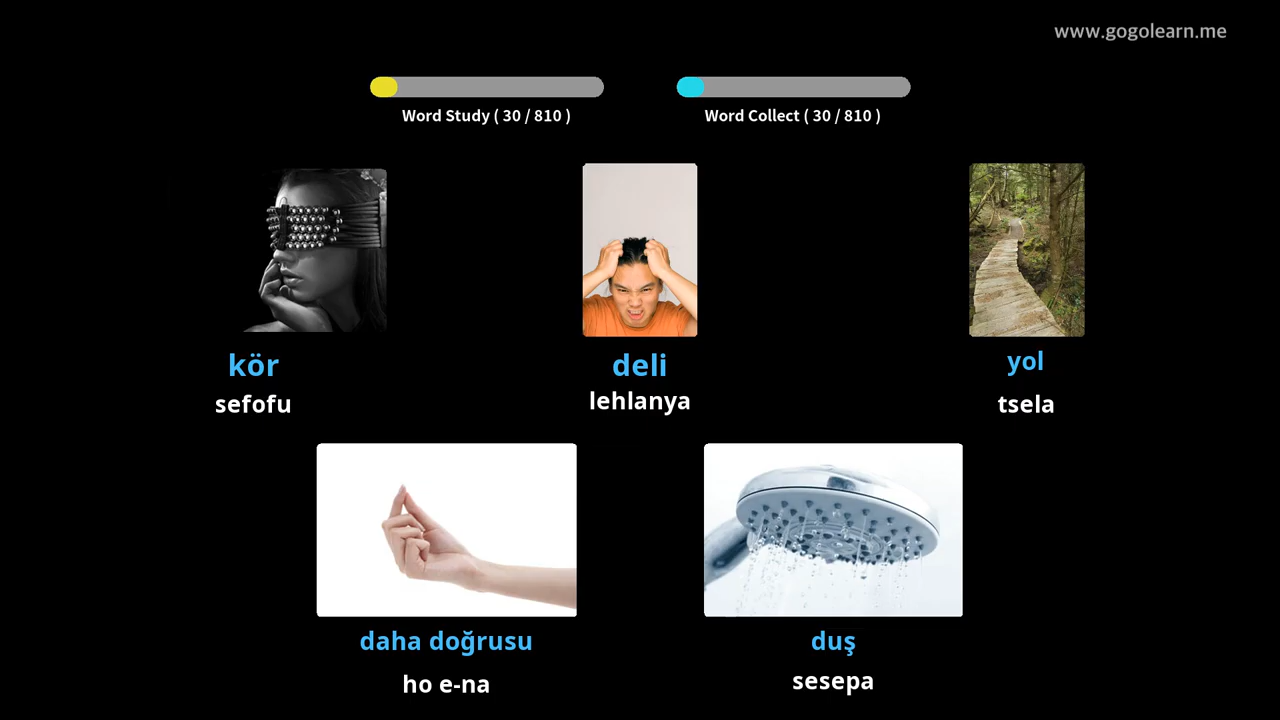 www.gogolearn.me
Word Study ( 30 / 810 )
Word Collect ( 30 / 810 )
kör
sefofu
deli
lehlanya
yol
tsela
daha doğrusu
ho e-na
duş
sesepa